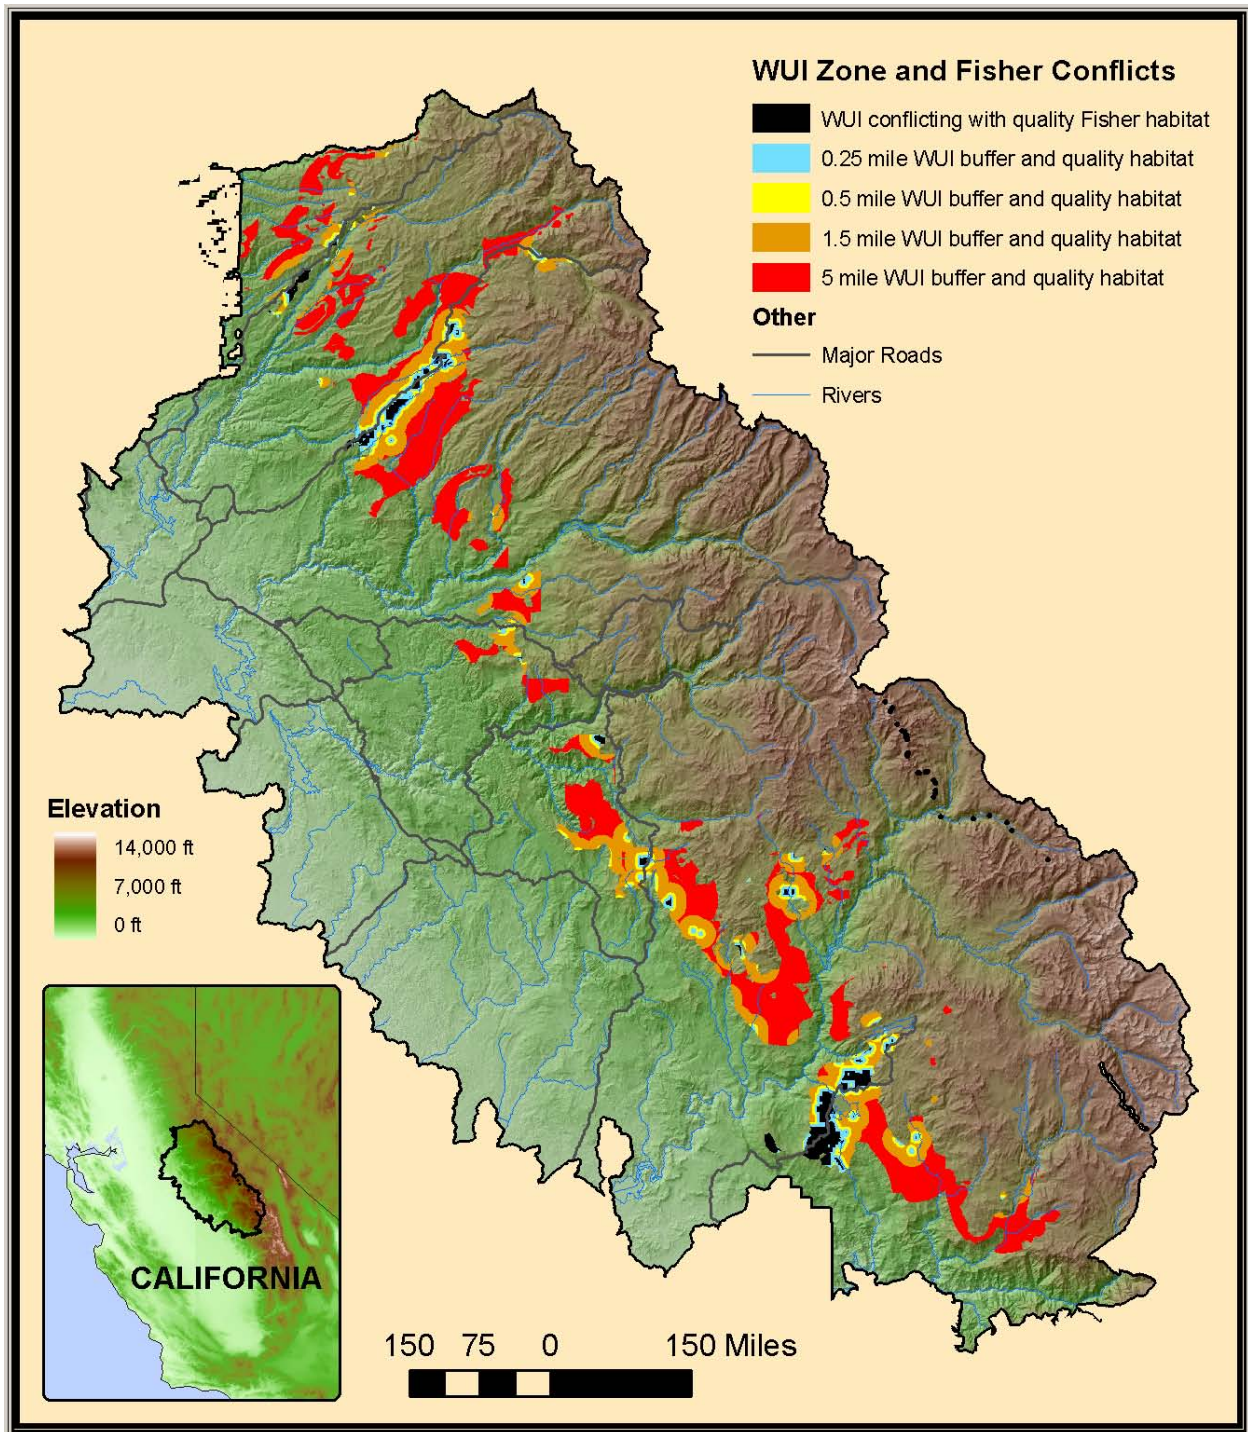 WUI Zone and Fisher Conflicts
WUI conflicting with quality Fisher habitat
0.25 mile WUI buffer and quality habitat
0.5 mile WUI buffer and quality habitat
1.5 mile WUI buffer and quality habitat
5 mile WUI buffer and quality habitat
Other
Major Roads
Rivers
Elevation
14,000 ft
7,000 ft
0 ft
CALIFORNIA
150 75 0 150 Miles